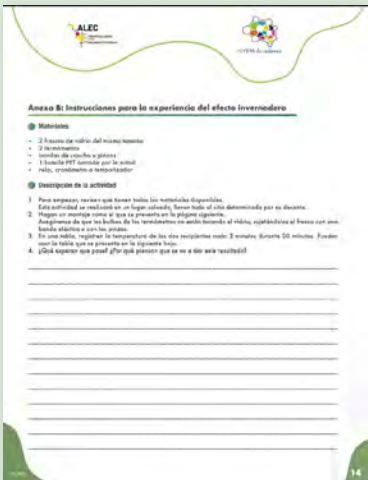 ALEC
Anexo B: Instrucciones para la experiencia del efecto invernadero
Materiales
- 2 frascos de vidrio del mismo tamaño
- 2 termómetros
- bandas de caucho o pinzas
- 1 botella PET cortada por la mitad
- reloj, cronómetro o temporizador
Descripción de la actividad
1. Para empezar, revisen que tienen todos los materiales disponibles.
Esta actividad se realizará en un lugar soleado, lleven todo al sitio determinado por su docente.
2. Hagan un montaje como el que se presenta en la página siguiente.
Asegúrense de que los bulbos de los termómetros no estén tocando el vidrio, sujetándolos al frasco con una
banda elástica o con las pinzas.
3. En una tabla, registren la temperatura de los dos recipientes cada 2 minutos durante 20 minutos. Pueden
usar la tabla que se presenta en la siguiente hoja.
4. ¿Qué esperan que pase? ¿Por qué piensan que se va a dar este resultado?
14